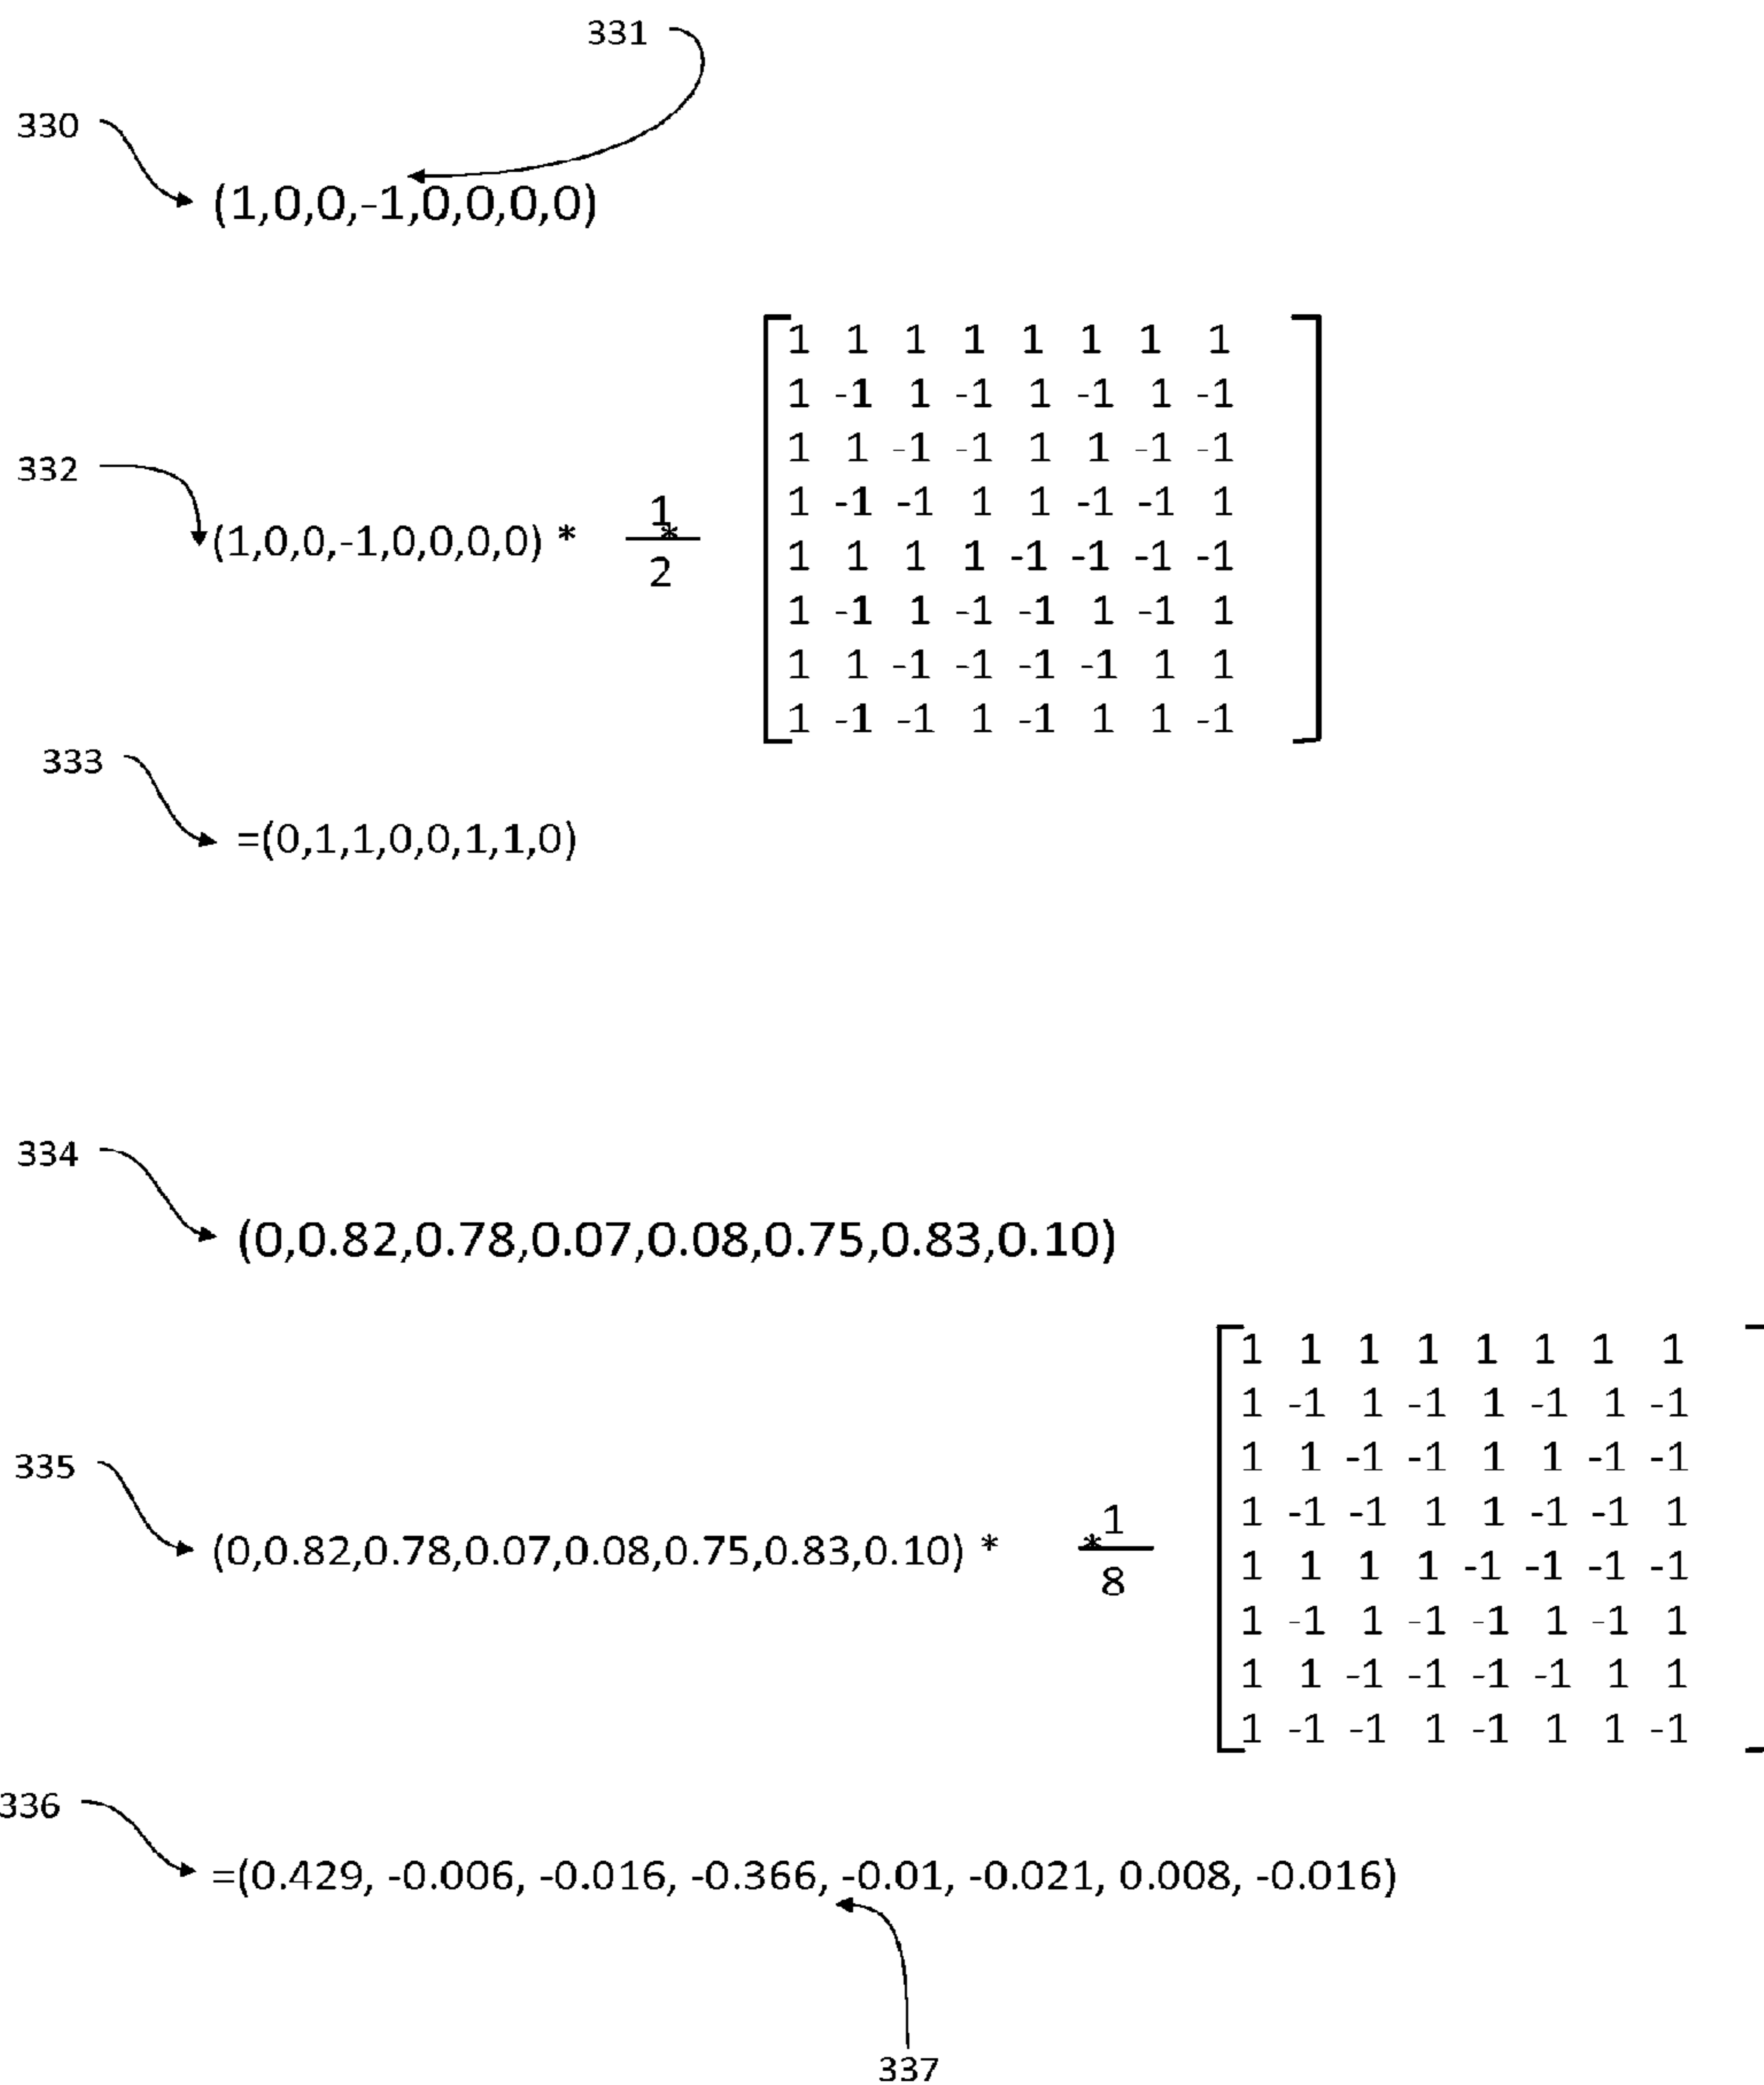 331
330
(1,0,0,-1,0,0,0,0)
1 1 1 1 1 1 1 1
1 -1 1 -1 1 -1 1 -1
1 1 -1 -1 1 1 -1 -1
332
1 -1 -1 1 1 -1 -1 1
(1,0,0,-1,0,0,0,0) * 1 * 2
1 1 1 1 -1 -1 -1 -1
1 -1 1 -1 -1 1 -1 1
1 1 -1 -1 -1 -1 1 1
1 -1 -1 1 -1 1 1 -1
333
=(0,1,1,0,0,1,1,0)
334
(0,0.82,0.78,0.07,0.08,0.75,0.83,0.10)
1 1 1 1 1 1 1 1
1 -1 1 -1 1 -1 1 -1
1 1 -1 -1 1 1 -1 -1
335
1 -1 -1 1 1 -1 -1 1
(0,0.82,0.78,0.07,0.08,0.75,0.83,0.10) * * 1 8
1 1 1 1 -1 -1 -1 -1
1 -1 1 -1 -1 1 -1 1
1 1 -1 -1 -1 -1 1 1
1 -1 -1 1 -1 1 1 -1
336
=(0.429, -0.006, -0.016, -0.366, -0.01, -0.021, 0.008, -0.016)
337